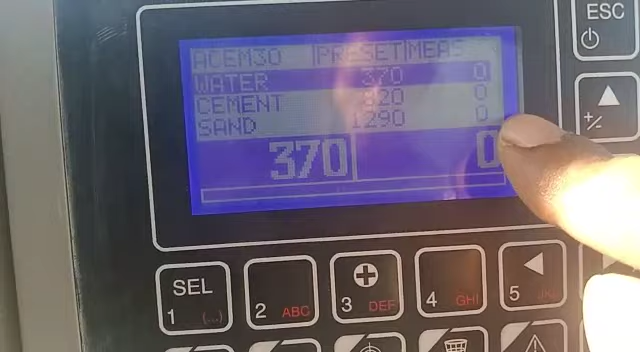 ACEM30 PRESET MEAS
WATER 370 0
CEMENT 820 0
SAND 1290 0
370 0
ESC
+/-
SEL
1 (...)
2 ABC
3 DEF
4 GHI
5